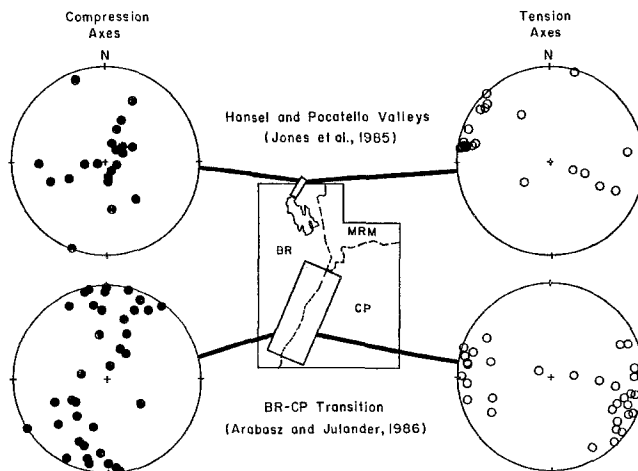 Compression
Axes
N
Tension
Axes
N
Hansel and Pocatello Valleys
(Jones et al., 1985)
BR
MRM
CP
BR-CP Transition
(Arabasz and Julander, 1986)